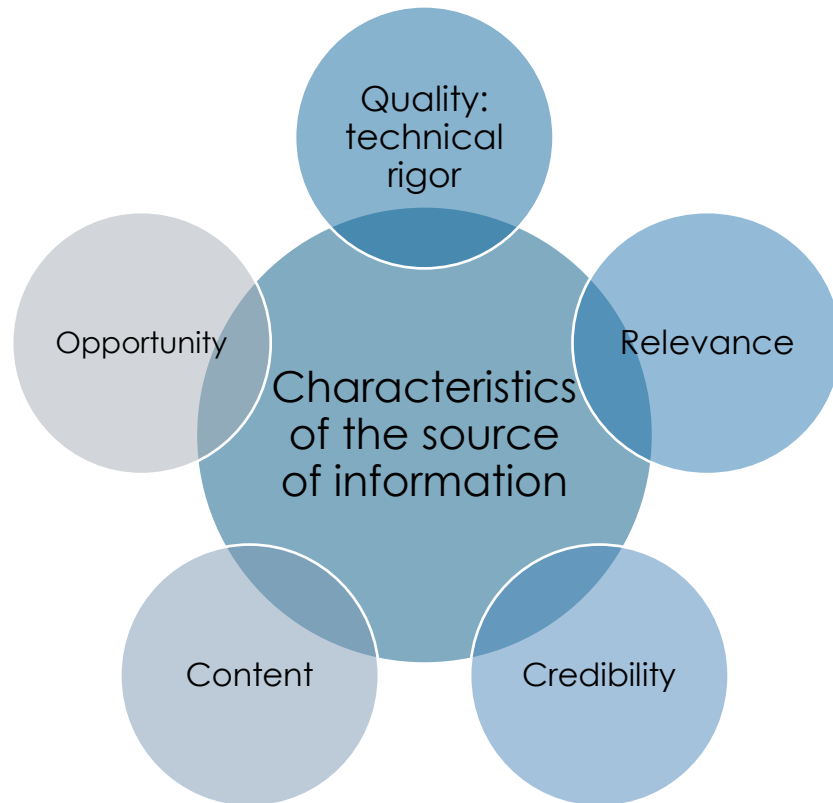 Quality:
technical
rigor
Opportunity
Relevance
Characteristics
of the source
of information
Content
Credibility